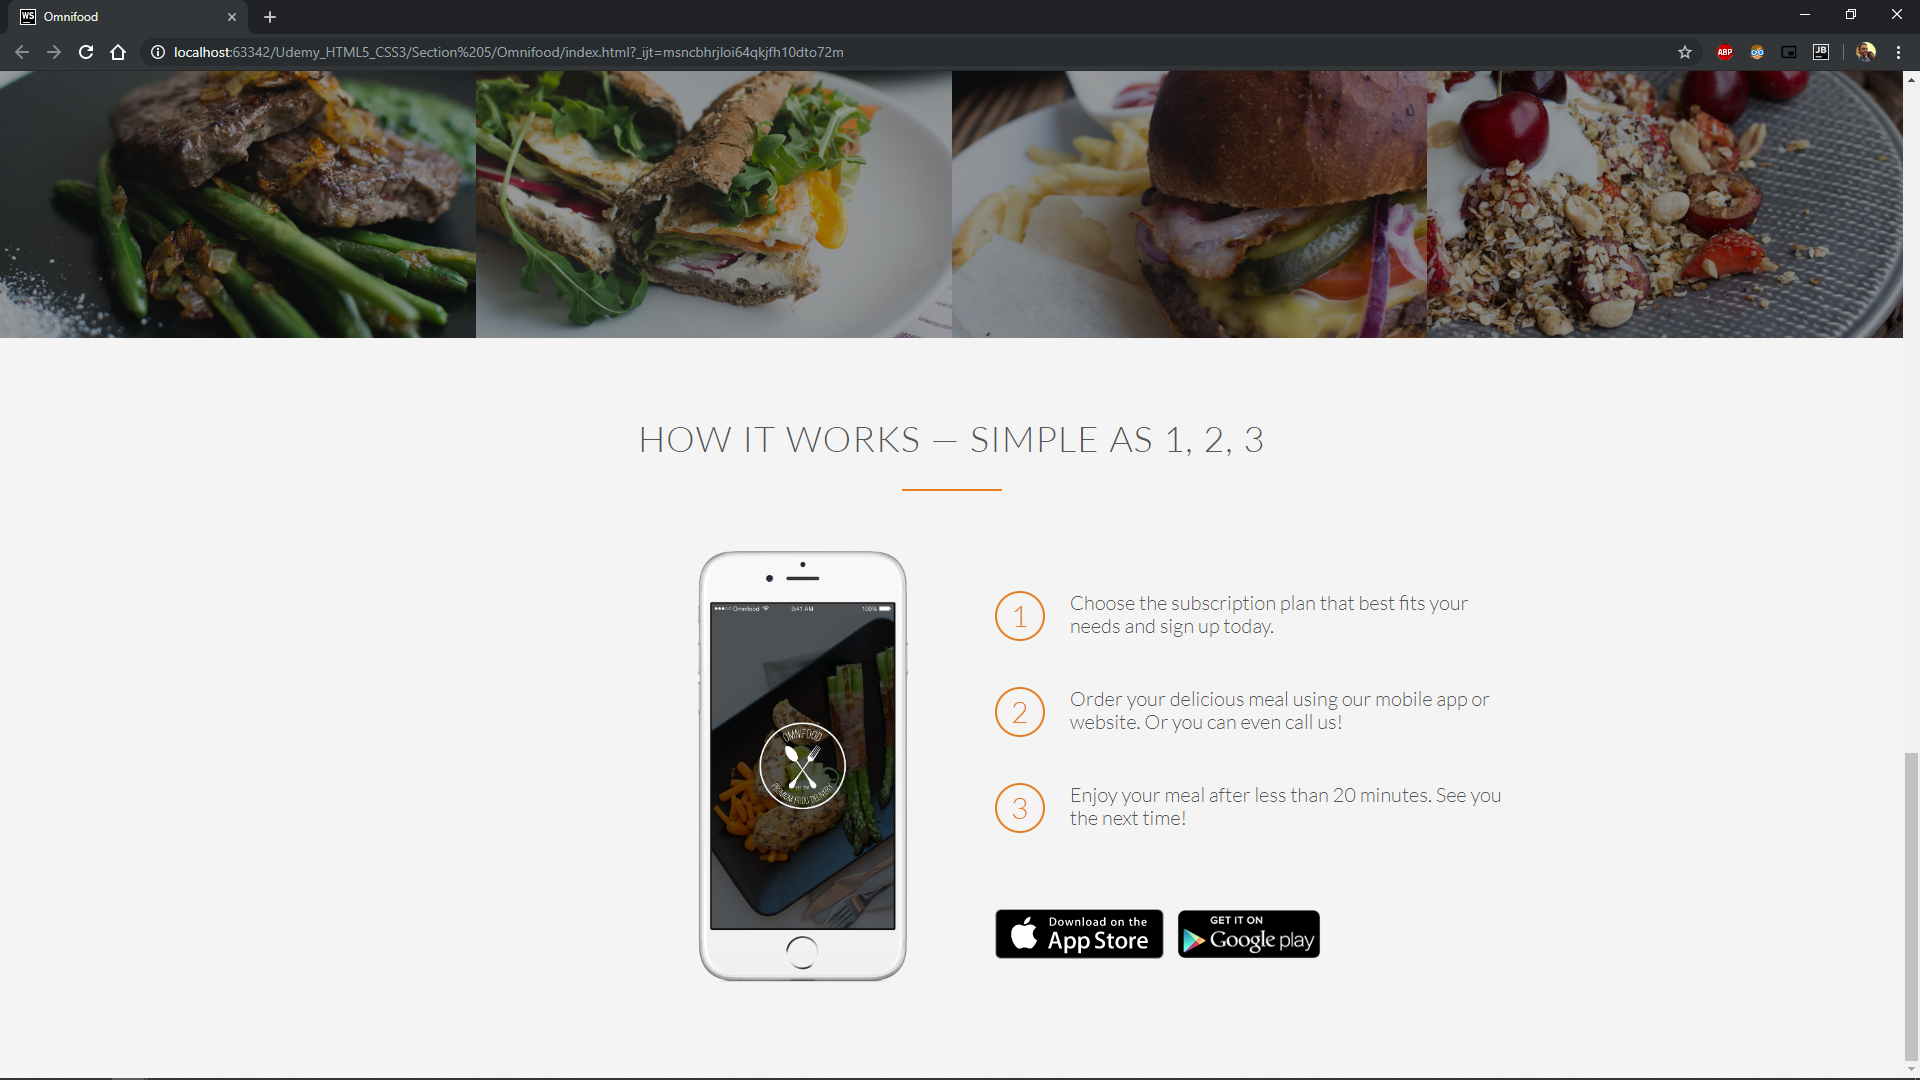 WS Omnifood
localhost:63342/Udemy_HTML5_CSS3/Section%205/Omnifood/index.html?_ijt=msncbhrjloi64qkjfh10dto72m
ABP
JB
HOW IT WORKS — SIMPLE AS 1, 2, 3
Omnifood 9:41 AM 100%
OMNIFOOD
PREMIUM FOOD DELIVERY
1 Choose the subscription plan that best fits your
needs and sign up today.
2 Order your delicious meal using our mobile app or
website. Or you can even call us!
3 Enjoy your meal after less than 20 minutes. See you
the next time!
Download on the
App Store
GET IT ON
Google play